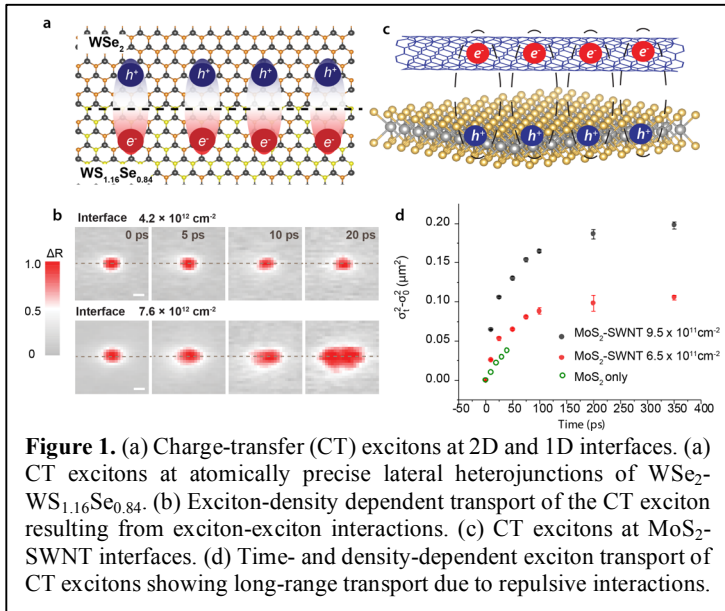 a
WSe₂
h⁺ h⁺ h⁺ h⁺
e⁻ e⁻ e⁻ e⁻
WS₁.₁₆Se₀.₈₄
c
e⁻ e⁻ e⁻ e⁻
h⁺ h⁺ h⁺ h⁺
b
Interface 4.2 × 10¹² cm⁻²
0 ps 5 ps 10 ps 20 ps
ΔR
1.0
0.5
0
Interface 7.6 × 10¹² cm⁻²
d
σₜ²-σ₀² (µm²)
0.20
0.15
0.10
0.05
0.00
MoS₂-SWNT 9.5 x 10¹¹cm⁻²
MoS₂-SWNT 6.5 x 10¹¹cm⁻²
MoS₂ only
-50 0 50 100 150 200 250 300 350 400
Time (ps)
Figure 1. (a) Charge-transfer (CT) excitons at 2D and 1D interfaces. (a)
CT excitons at atomically precise lateral heterojunctions of WSe₂-
WS₁.₁₆Se₀.₈₄. (b) Exciton-density dependent transport of the CT exciton
resulting from exciton-exciton interactions. (c) CT excitons at MoS₂-
SWNT interfaces. (d) Time- and density-dependent exciton transport of
CT excitons showing long-range transport due to repulsive interactions.